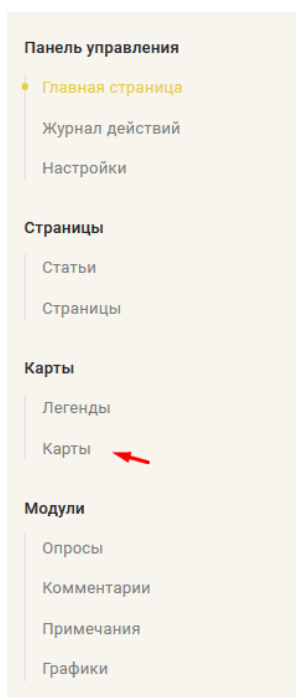 Панель управления
Главная страница
Журнал действий
Настройки
Страницы
Статьи
Страницы
Карты
Легенды
Карты
Модули
Опросы
Комментарии
Примечания
Графики